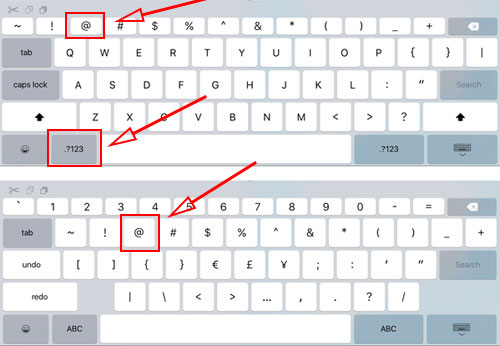 ~ ! @ # $ % ^ & * ( ) _ +
tab Q W E R T Y U I O P { } |
caps lock A S D F G H J K L : " Search
Z X C V B N M < > ?
.?123 .?123
` 1 2 3 4 5 6 7 8 9 0 - =
tab ~ ! @ # $ % ^ & * ( ) _ +
undo [ ] { } € £ ¥ ; : ‘ ” Search
redo | \ < > ... , . ? /
ABC ABC